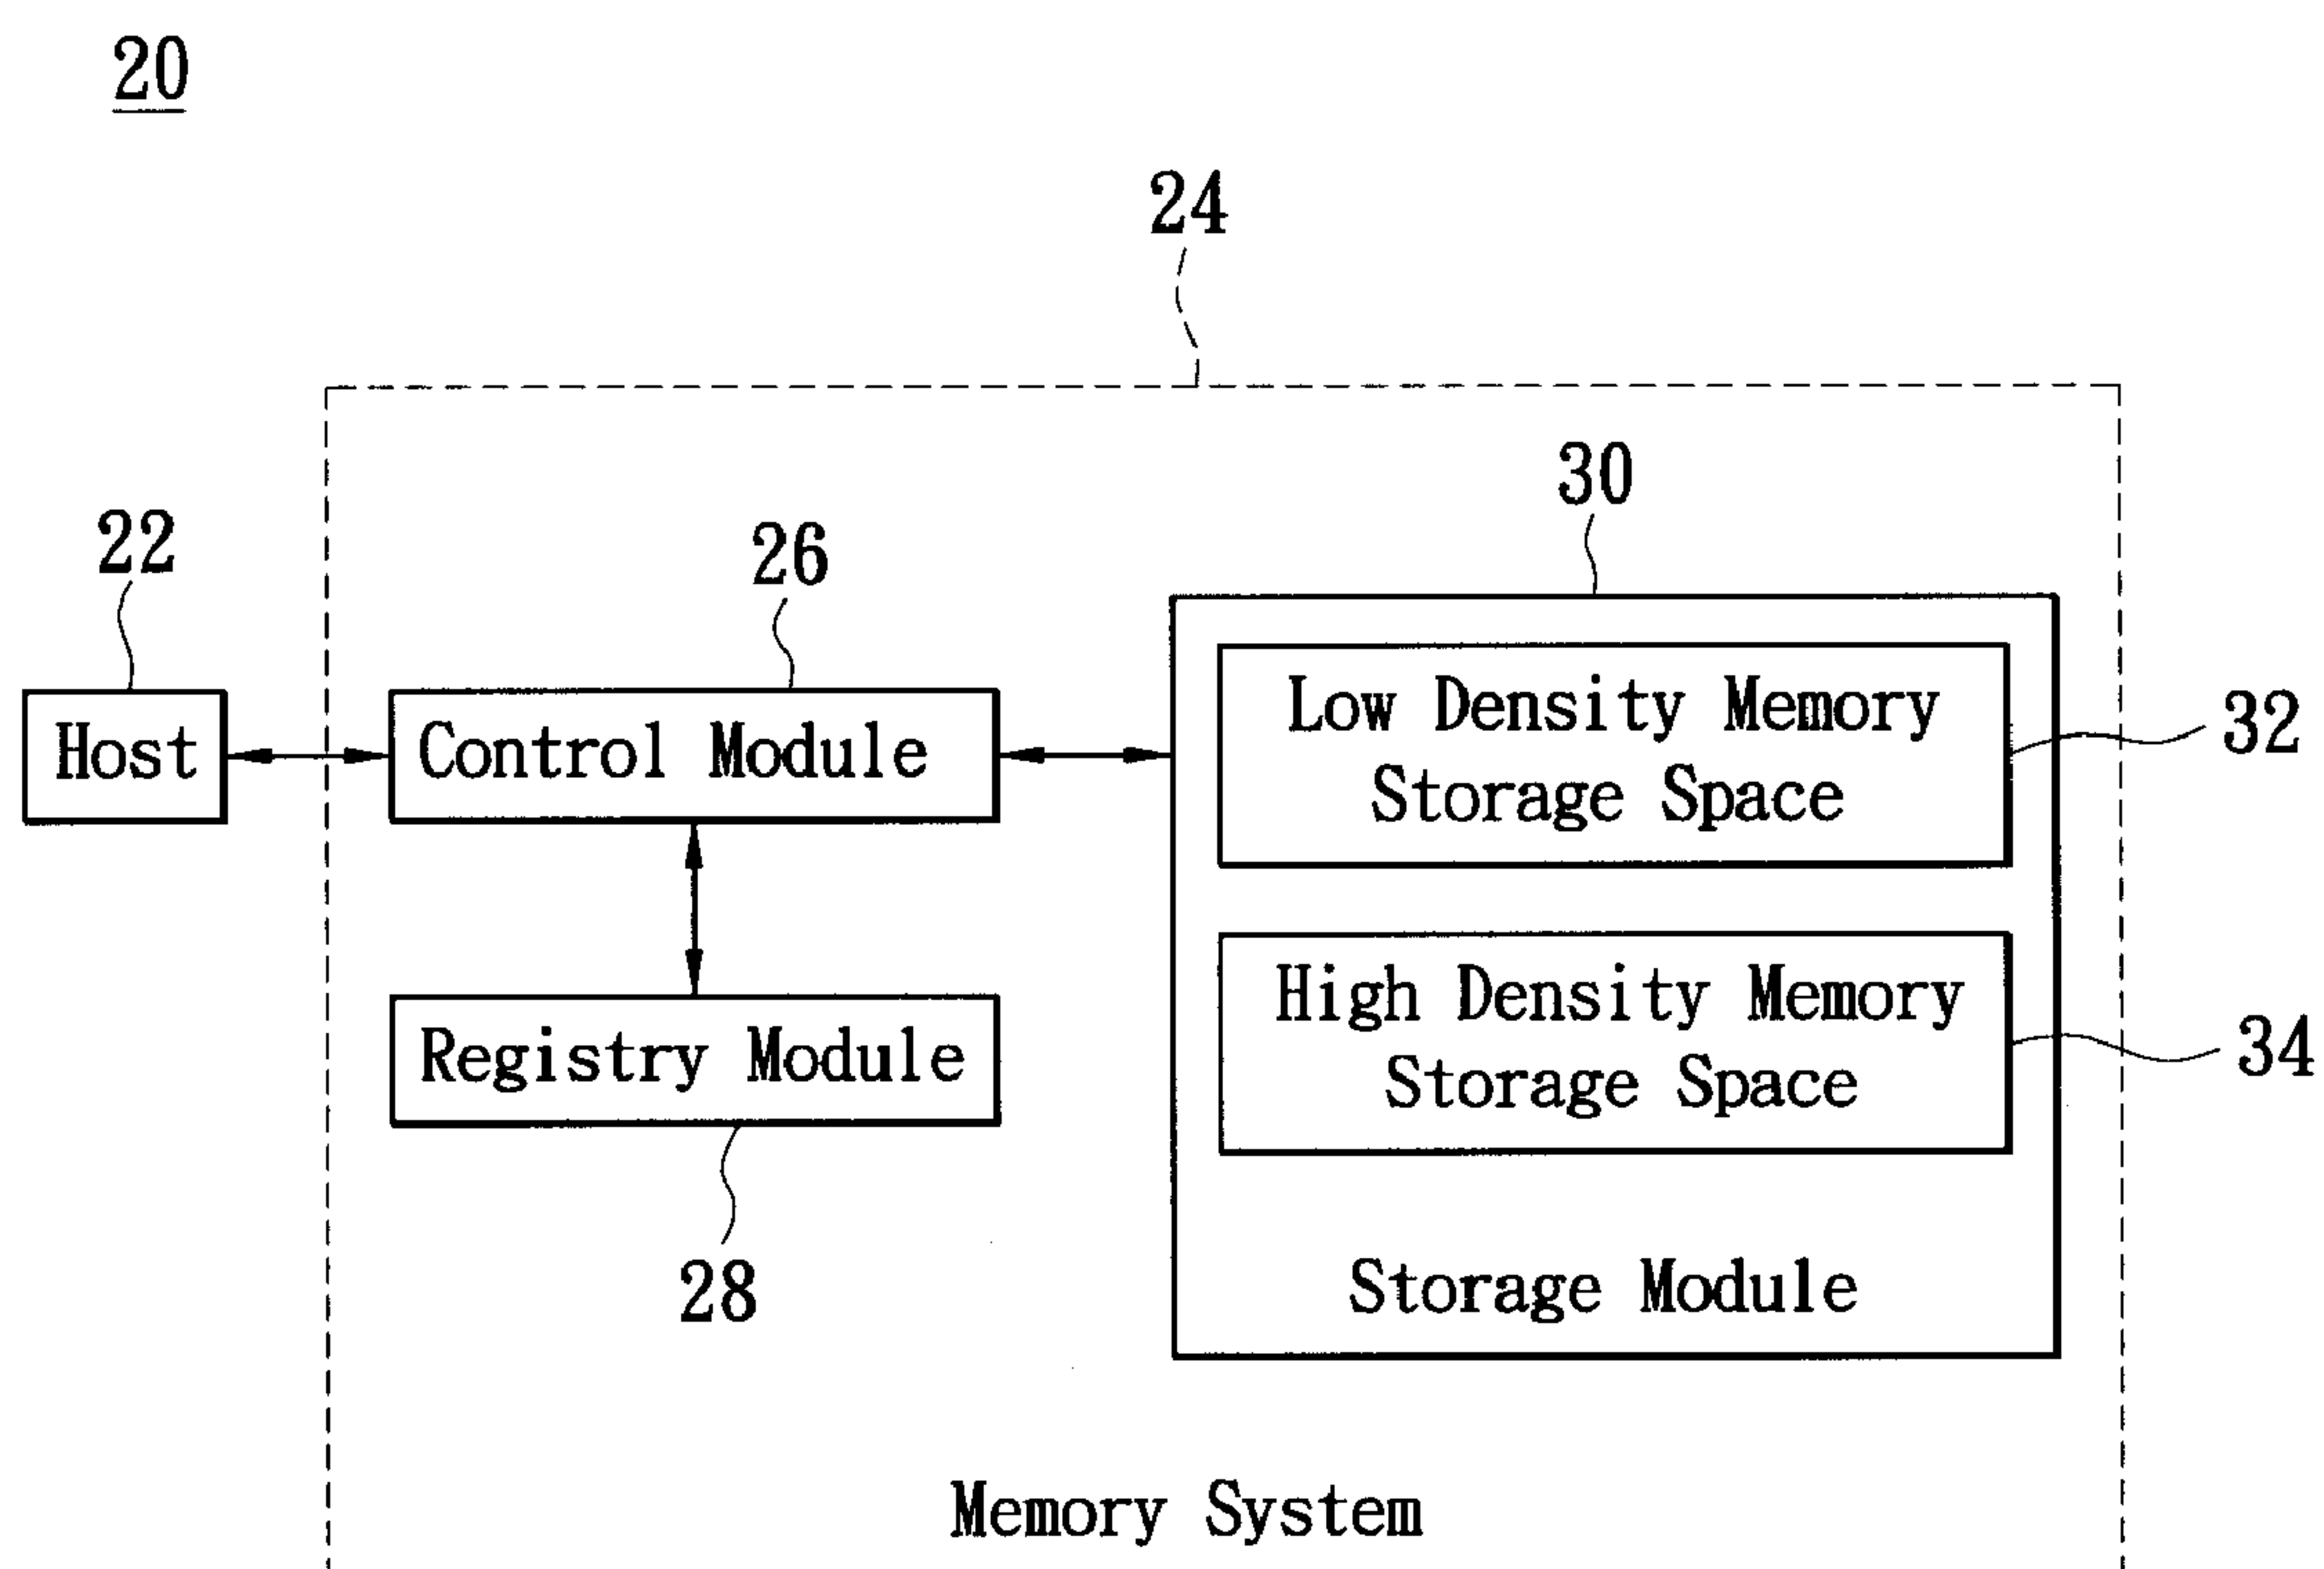 20
24
30
22
26
Low Density Memory
Storage Space
32
Host
Control Module
High Density Memory
Storage Space
34
Registry Module
28
Storage Module
Memory System